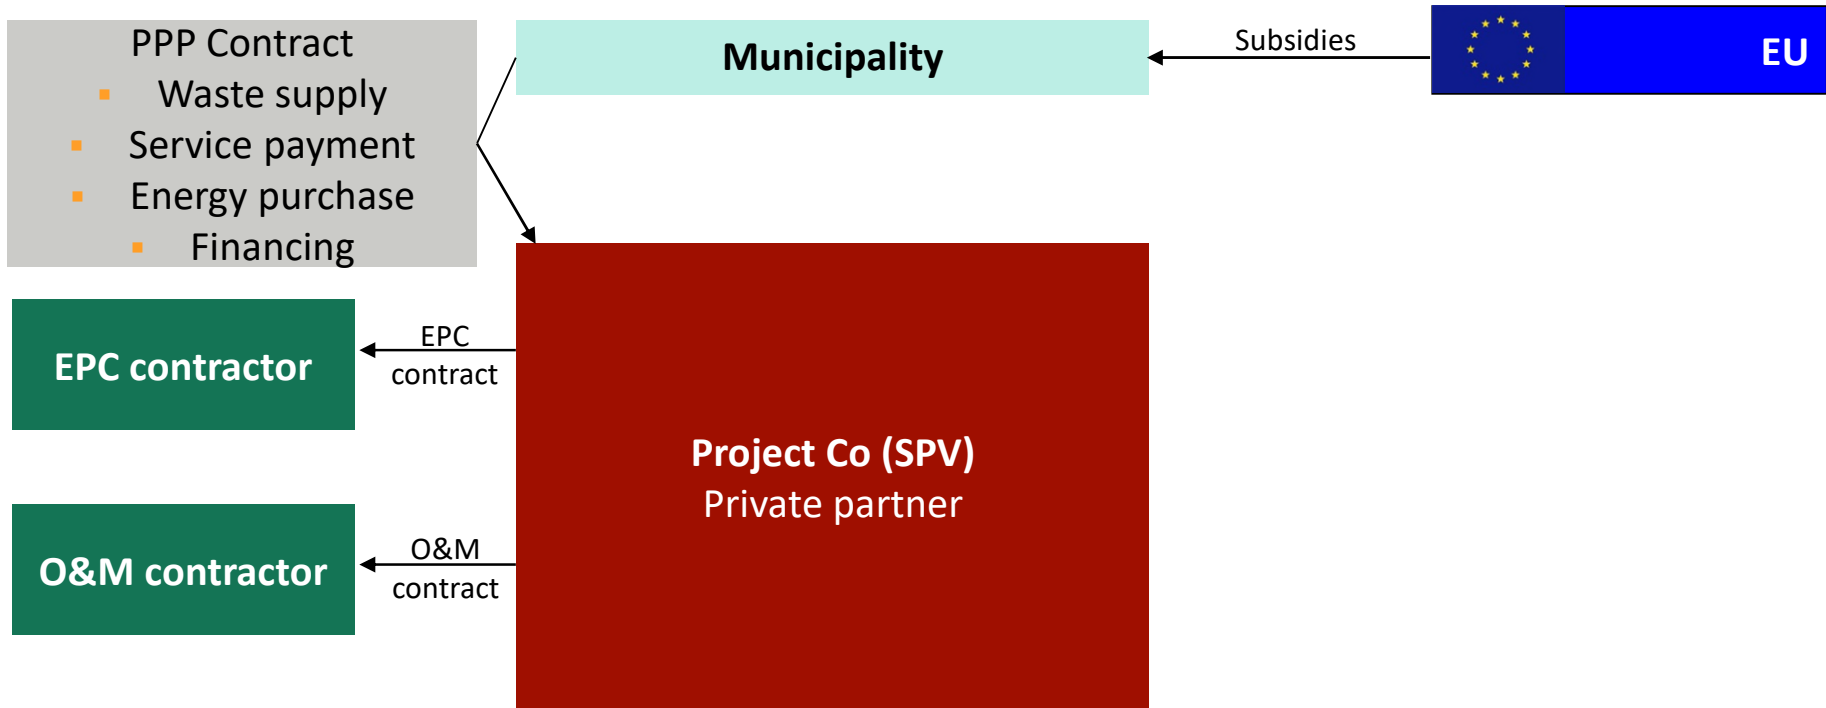 PPP Contract
▪ Waste supply
▪ Service payment
▪ Energy purchase
▪ Financing
Municipality
Subsidies
EU
EPC contractor
EPC
contract
Project Co (SPV)
Private partner
O&M contractor
O&M
contract